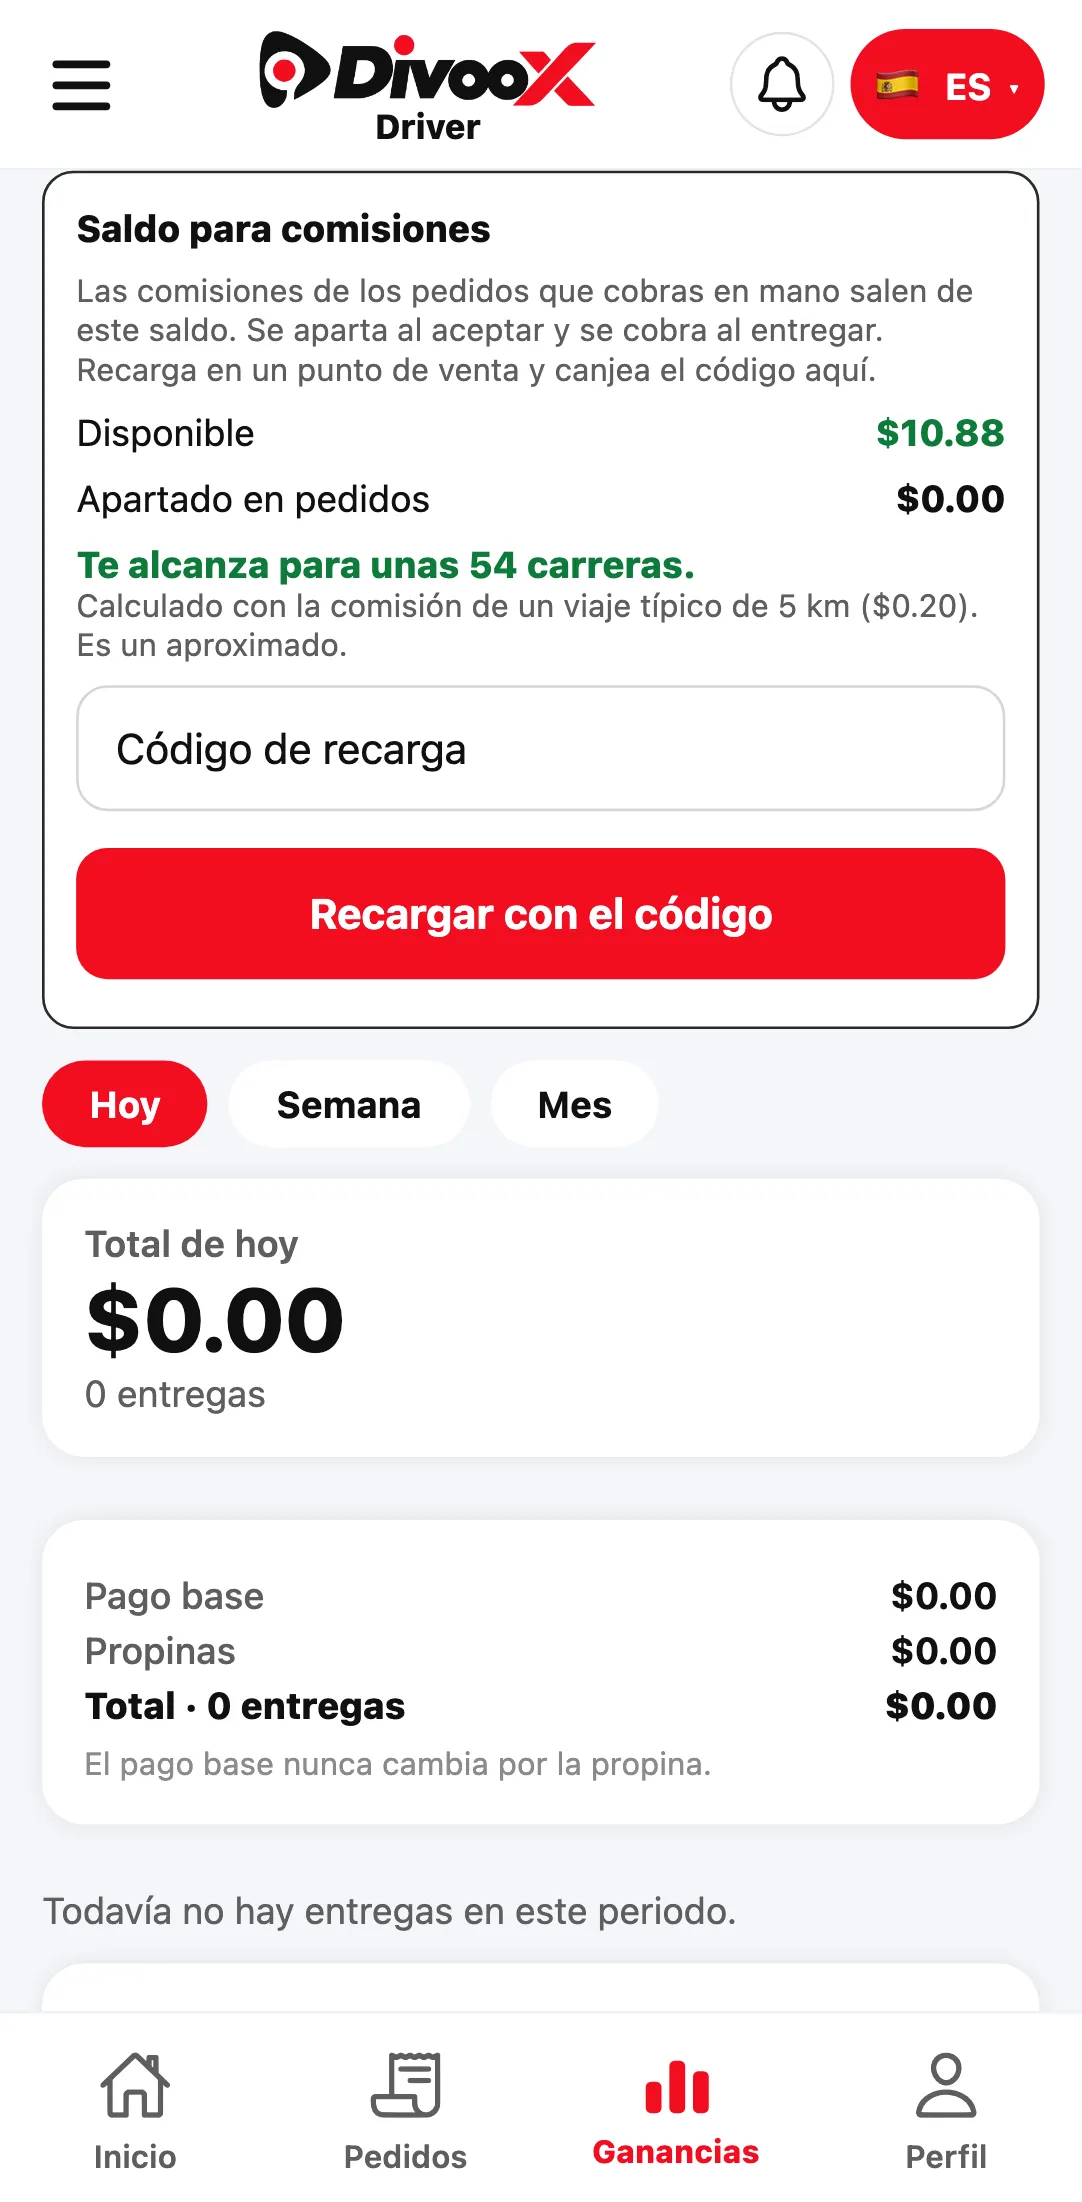 DivooX
Driver
ES
Saldo para comisiones
Las comisiones de los pedidos que cobras en mano salen de
este saldo. Se aparta al aceptar y se cobra al entregar.
Recarga en un punto de venta y canjea el código aquí.
Disponible $10.88
Apartado en pedidos $0.00
Te alcanza para unas 54 carreras.
Calculado con la comisión de un viaje típico de 5 km ($0.20).
Es un aproximado.
Código de recarga
Recargar con el código
Hoy Semana Mes
Total de hoy
$0.00
0 entregas
Pago base $0.00
Propinas $0.00
Total · 0 entregas $0.00
El pago base nunca cambia por la propina.
Todavía no hay entregas en este periodo.
Inicio Pedidos Ganancias Perfil